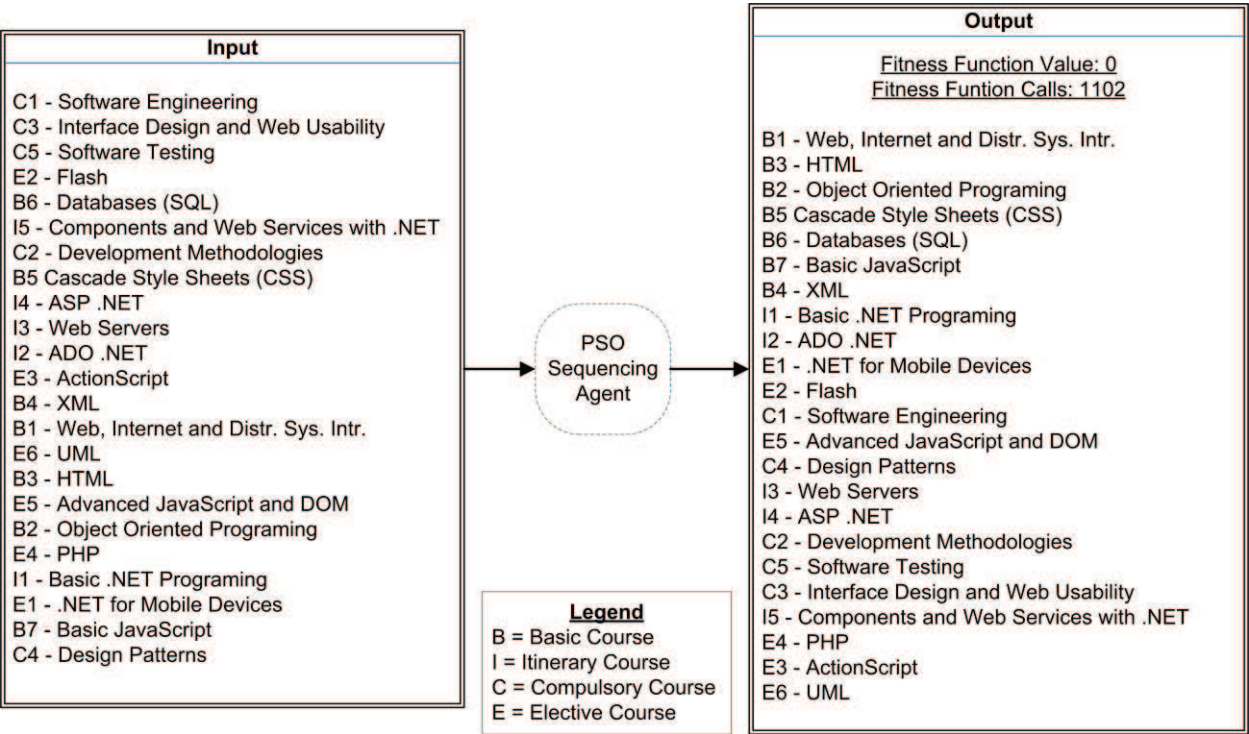 Input
C1 - Software Engineering
C3 - Interface Design and Web Usability
C5 - Software Testing
E2 - Flash
B6 - Databases (SQL)
I5 - Components and Web Services with .NET
C2 - Development Methodologies
B5 Cascade Style Sheets (CSS)
I4 - ASP .NET
I3 - Web Servers
I2 - ADO .NET
E3 - ActionScript
B4 - XML
B1 - Web, Internet and Distr. Sys. Intr.
E6 - UML
B3 - HTML
E5 - Advanced JavaScript and DOM
B2 - Object Oriented Programing
E4 - PHP
I1 - Basic .NET Programing
E1 - .NET for Mobile Devices
B7 - Basic JavaScript
C4 - Design Patterns
PSO
Sequencing
Agent
Legend
B = Basic Course
I = Itinerary Course
C = Compulsory Course
E = Elective Course
Output
Fitness Function Value: 0
Fitness Funtion Calls: 1102
B1 - Web, Internet and Distr. Sys. Intr.
B3 - HTML
B2 - Object Oriented Programing
B5 Cascade Style Sheets (CSS)
B6 - Databases (SQL)
B7 - Basic JavaScript
B4 - XML
I1 - Basic .NET Programing
I2 - ADO .NET
E1 - .NET for Mobile Devices
E2 - Flash
C1 - Software Engineering
E5 - Advanced JavaScript and DOM
C4 - Design Patterns
I3 - Web Servers
I4 - ASP .NET
C2 - Development Methodologies
C5 - Software Testing
C3 - Interface Design and Web Usability
I5 - Components and Web Services with .NET
E4 - PHP
E3 - ActionScript
E6 - UML